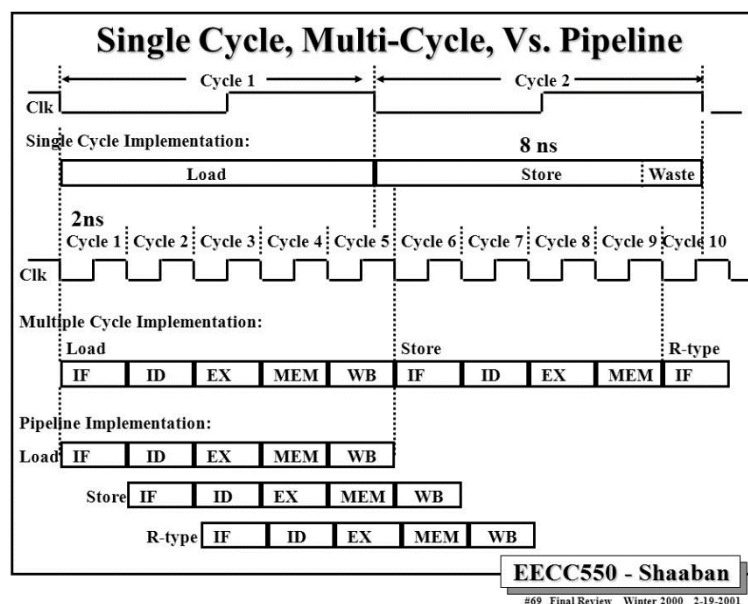 Single Cycle, Multi-Cycle, Vs. Pipeline
Cycle 1 Cycle 2
Clk
Single Cycle Implementation:
8 ns
Load Store Waste
2ns
Cycle 1 Cycle 2 Cycle 3 Cycle 4 Cycle 5 Cycle 6 Cycle 7 Cycle 8 Cycle 9 Cycle 10
Clk
Multiple Cycle Implementation:
Load Store R-type
IF ID EX MEM WB IF ID EX MEM IF
Pipeline Implementation:
Load IF ID EX MEM WB
Store IF ID EX MEM WB
R-type IF ID EX MEM WB
EECC550 - Shaaban
#69 Final Review Winter 2000 2-19-2001